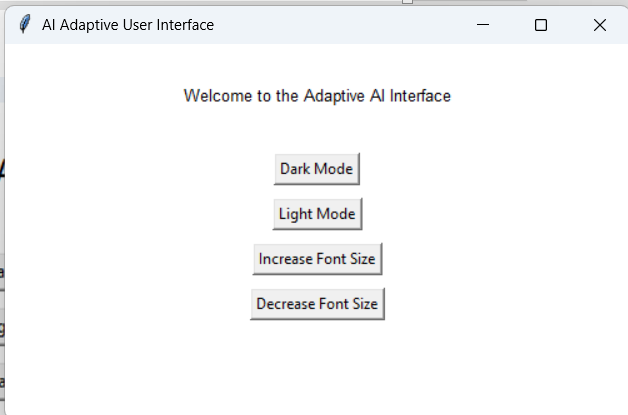 AI Adaptive User Interface
Welcome to the Adaptive AI Interface
Dark Mode
Light Mode
Increase Font Size
Decrease Font Size